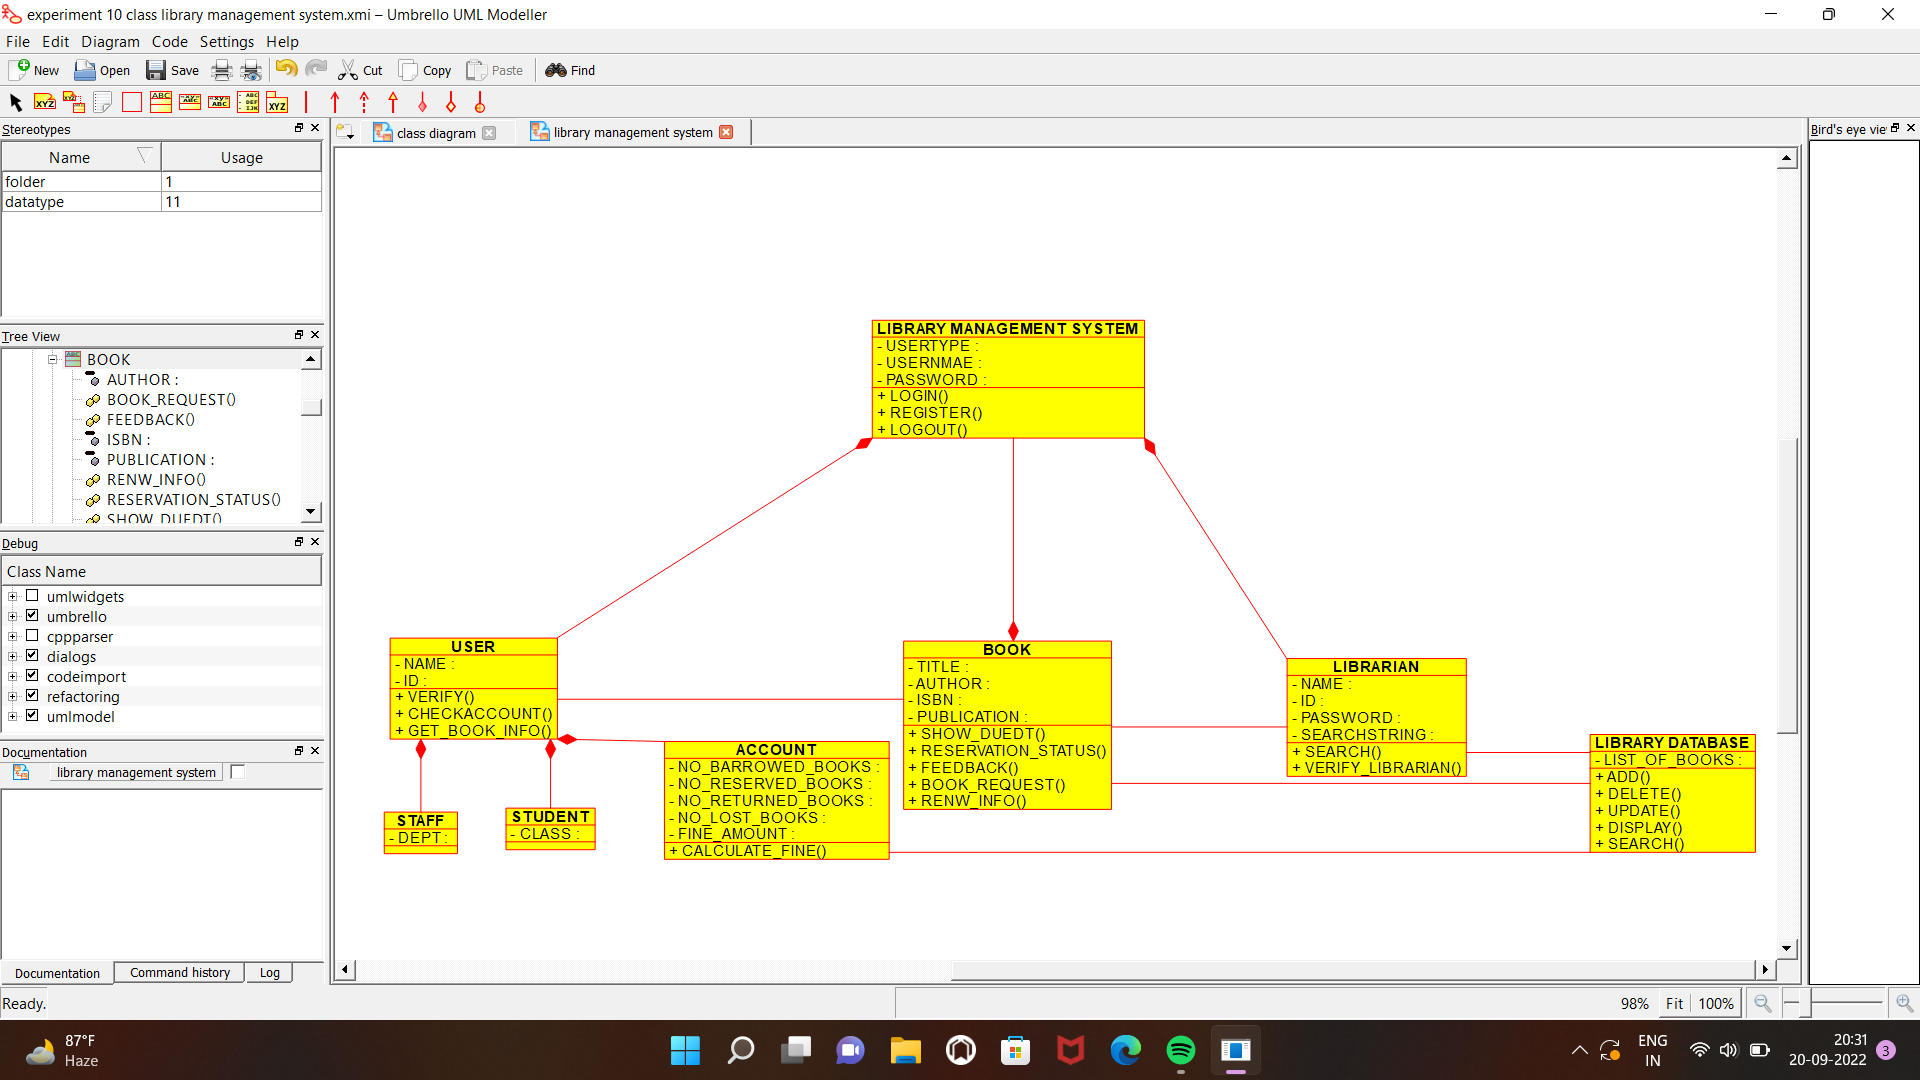 experiment 10 class library management system.xmi – Umbrello UML Modeller
File Edit Diagram Code Settings Help
New Open Save Cut Copy Paste Find
Stereotypes
Name Usage
folder 1
datatype 11
Tree View
BOOK
AUTHOR :
BOOK_REQUEST()
FEEDBACK()
ISBN :
PUBLICATION :
RENW_INFO()
RESERVATION_STATUS()
SHOW_DUEDT()
Debug
Class Name
umlwidgets
umbrello
cppparser
dialogs
codeimport
refactoring
umlmodel
Documentation
library management system
Documentation Command history Log
Ready.
class diagram library management system
Bird's eye vie
LIBRARY MANAGEMENT SYSTEM
- USERTYPE :
- USERNMAE :
- PASSWORD :
+ LOGIN()
+ REGISTER()
+ LOGOUT()
USER
- NAME :
- ID :
+ VERIFY()
+ CHECKACCOUNT()
+ GET_BOOK_INFO()
STAFF
- DEPT :
STUDENT
- CLASS :
ACCOUNT
- NO_BARROWED_BOOKS :
- NO_RESERVED_BOOKS :
- NO_RETURNED_BOOKS :
- NO_LOST_BOOKS :
- FINE_AMOUNT :
+ CALCULATE_FINE()
BOOK
- TITLE :
- AUTHOR :
- ISBN :
- PUBLICATION :
+ SHOW_DUEDT()
+ RESERVATION_STATUS()
+ FEEDBACK()
+ BOOK_REQUEST()
+ RENW_INFO()
LIBRARIAN
- NAME :
- ID :
- PASSWORD :
- SEARCHSTRING :
+ SEARCH()
+ VERIFY_LIBRARIAN()
LIBRARY DATABASE
- LIST_OF_BOOKS :
+ ADD()
+ DELETE()
+ UPDATE()
+ DISPLAY()
+ SEARCH()
98% Fit 100%
87°F
Haze
ENG
IN
20:31
20-09-2022
3